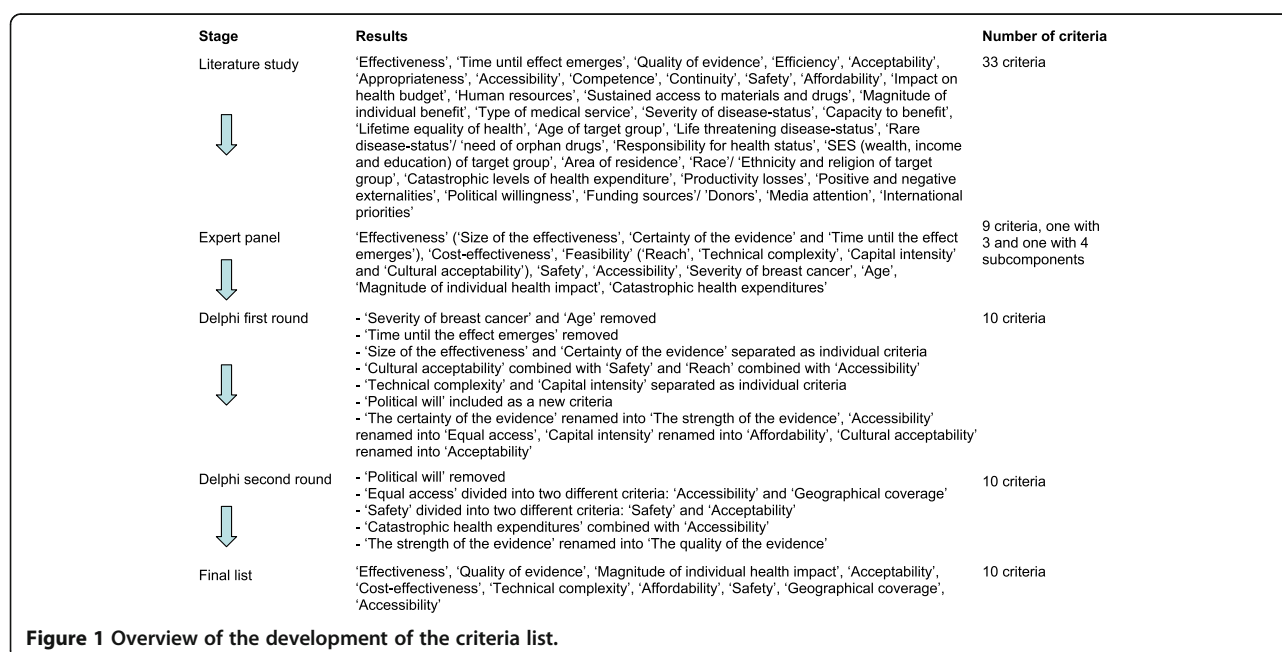 Stage Results Number of criteria
Literature study ‘Effectiveness’, ‘Time until effect emerges’, ‘Quality of evidence’, ‘Efficiency’, ‘Acceptability’, 33 criteria
‘Appropriateness’, ‘Accessibility’, ‘Competence’, ‘Continuity’, ‘Safety’, ‘Affordability’, ‘Impact on
health budget’, ‘Human resources’, ‘Sustained access to materials and drugs’, ‘Magnitude of
individual benefit’, ‘Type of medical service’, ‘Severity of disease-status’, ‘Capacity to benefit’,
‘Lifetime equality of health’, ‘Age of target group’, ‘Life threatening disease-status’, ‘Rare
disease-status’/ ‘need of orphan drugs’, ‘Responsibility for health status’, ‘SES (wealth, income
and education) of target group’, ‘Area of residence’, ‘Race’/ ‘Ethnicity and religion of target
group’, ‘Catastrophic levels of health expenditure’, ‘Productivity losses’, ‘Positive and negative
externalities’, ‘Political willingness’, ‘Funding sources’/ ’Donors’, ‘Media attention’, ‘International
priorities’
Expert panel ‘Effectiveness’ (‘Size of the effectiveness’, ‘Certainty of the evidence’ and ‘Time until the effect
emerges’), ‘Cost-effectiveness’, ‘Feasibility’ (‘Reach’, ‘Technical complexity’, ‘Capital intensity’
and ‘Cultural acceptability’), ‘Safety’, ‘Accessibility’, ‘Severity of breast cancer’, ‘Age’,
‘Magnitude of individual health impact’, ‘Catastrophic health expenditures’
9 criteria, one with
3 and one with 4
subcomponents
Delphi first round - ‘Severity of breast cancer’ and ‘Age’ removed 10 criteria
- ‘Time until the effect emerges’ removed
- ‘Size of the effectiveness’ and ‘Certainty of the evidence’ separated as individual criteria
- ‘Cultural acceptability’ combined with ‘Safety’ and ‘Reach’ combined with ‘Accessibility’
- ‘Technical complexity’ and ‘Capital intensity’ separated as individual criteria
- ‘Political will’ included as a new criteria
- ‘The certainty of the evidence’ renamed into ‘The strength of the evidence’, ‘Accessibility’
renamed into ‘Equal access’, ‘Capital intensity’ renamed into ‘Affordability’, ‘Cultural acceptability’
renamed into ‘Acceptability’
Delphi second round - ‘Political will’ removed 10 criteria
- ‘Equal access’ divided into two different criteria: ‘Accessibility’ and ‘Geographical coverage’
- ‘Safety’ divided into two different criteria: ‘Safety’ and ‘Acceptability’
- ‘Catastrophic health expenditures’ combined with ‘Accessibility’
- ‘The strength of the evidence’ renamed into ‘The quality of the evidence’
Final list ‘Effectiveness’, ‘Quality of evidence’, ‘Magnitude of individual health impact’, ‘Acceptability’, 10 criteria
‘Cost-effectiveness’, ‘Technical complexity’, ‘Affordability’, ‘Safety’, ‘Geographical coverage’,
‘Accessibility’
Figure 1 Overview of the development of the criteria list.